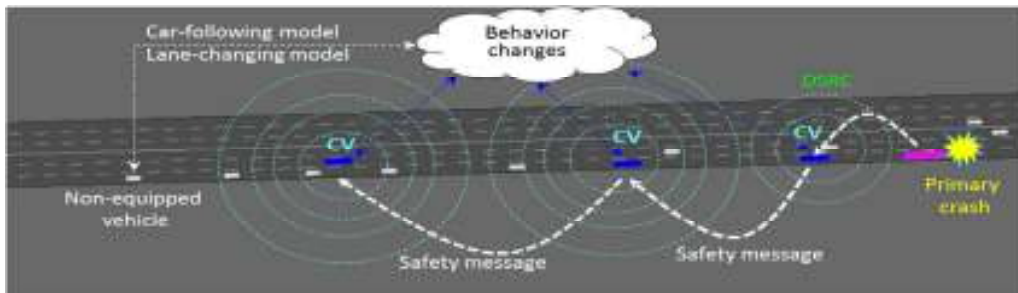 Car-following model
Lane-changing model
Behavior
changes
DSRC
CV
CV
CV
Non-equipped
vehicle
Primary
crash
Safety message
Safety message